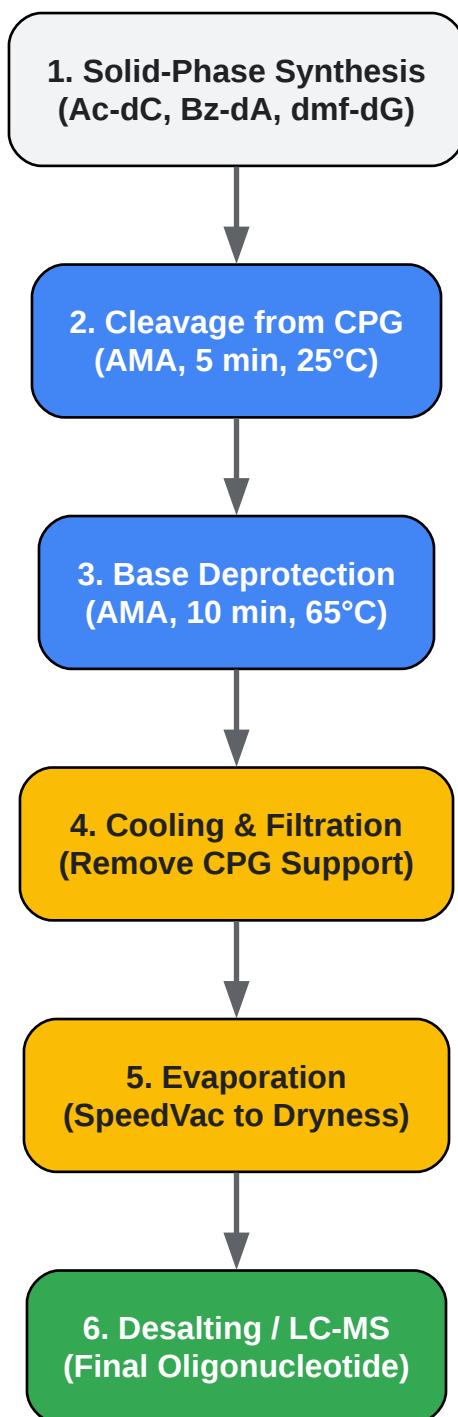 1. Solid-Phase Synthesis
(Ac-dC, Bz-dA, dmf-dG)
2. Cleavage from CPG
(AMA, 5 min, 25°C)
3. Base Deprotection
(AMA, 10 min, 65°C)
4. Cooling & Filtration
(Remove CPG Support)
5. Evaporation
(SpeedVac to Dryness)
6. Desalting / LC-MS
(Final Oligonucleotide)